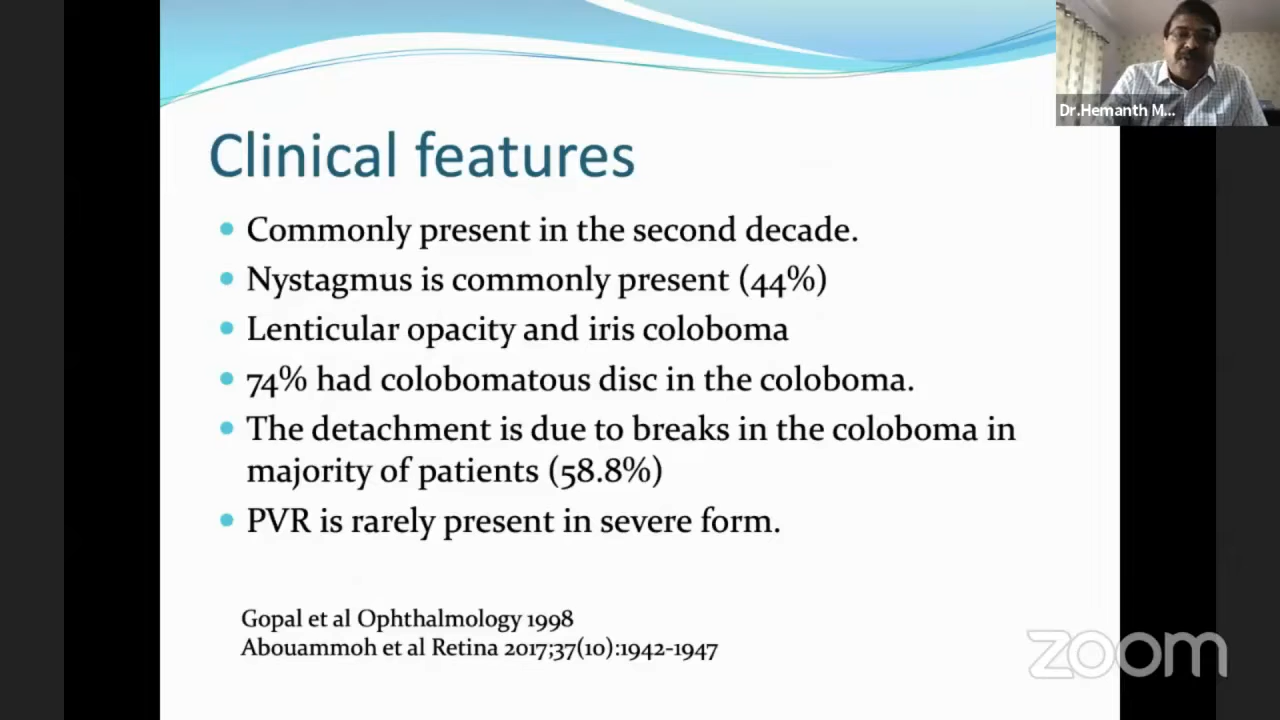 Dr.Hemanth M...
Clinical features
• Commonly present in the second decade.
• Nystagmus is commonly present (44%)
• Lenticular opacity and iris coloboma
• 74% had colobomatous disc in the coloboma.
• The detachment is due to breaks in the coloboma in
majority of patients (58.8%)
• PVR is rarely present in severe form.
Gopal et al Ophthalmology 1998
Abouammoh et al Retina 2017;37(10):1942-1947
zoom